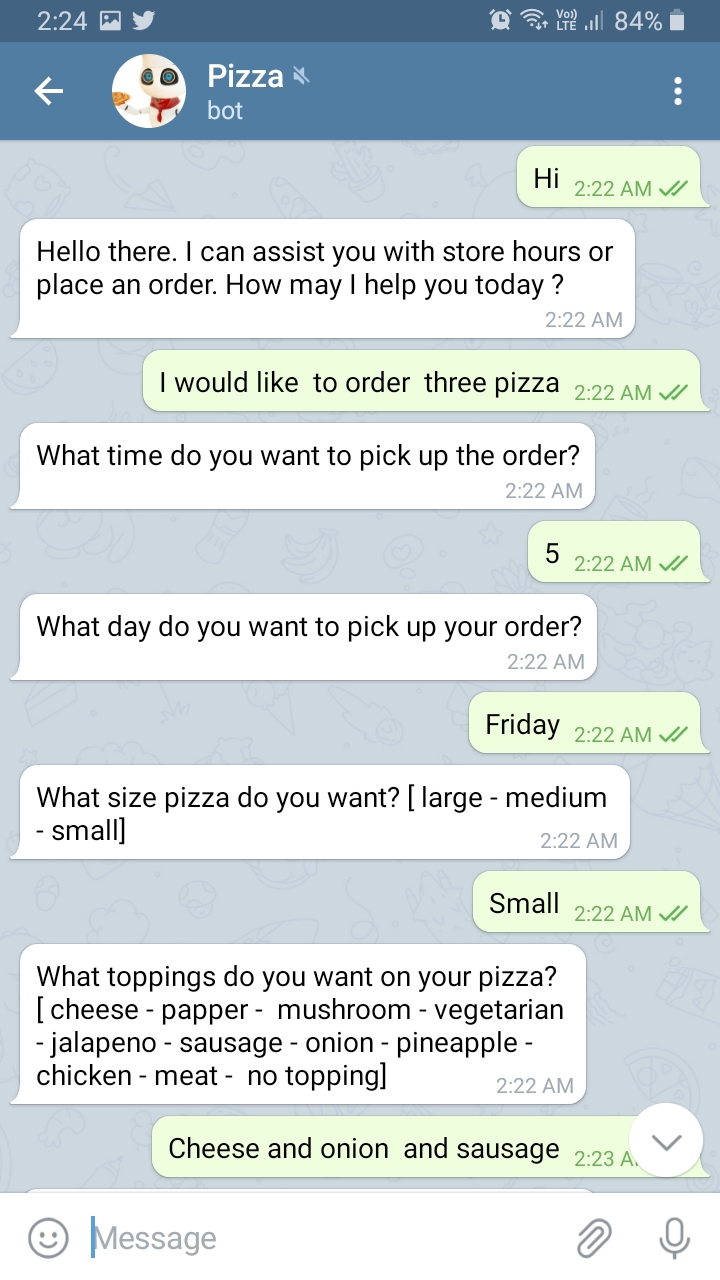 2:24 Vo)) LTE 84%
Pizza
bot
Hi 2:22 AM
Hello there. I can assist you with store hours or
place an order. How may I help you today ?
2:22 AM
I would like to order three pizza 2:22 AM
What time do you want to pick up the order?
2:22 AM
5 2:22 AM
What day do you want to pick up your order?
2:22 AM
Friday 2:22 AM
What size pizza do you want? [ large - medium
- small] 2:22 AM
Small 2:22 AM
What toppings do you want on your pizza?
[ cheese - papper - mushroom - vegetarian
- jalapeno - sausage - onion - pineapple -
chicken - meat - no topping] 2:22 AM
Cheese and onion and sausage 2:23 A
Message